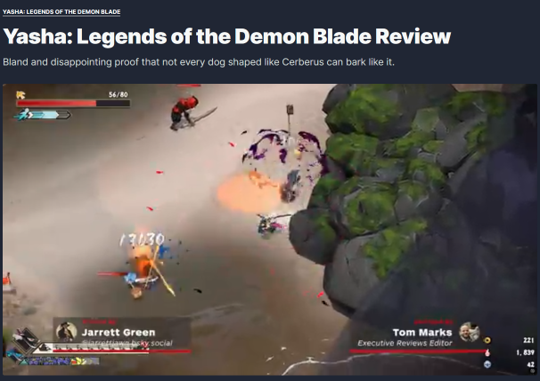 YASHA: LEGENDS OF THE DEMON BLADE
Yasha: Legends of the Demon Blade Review
Bland and disappointing proof that not every dog shaped like Cerberus can bark like it.
56/80
Jarrett Green
Tom Marks
Executive Reviews Editor
221
1,839